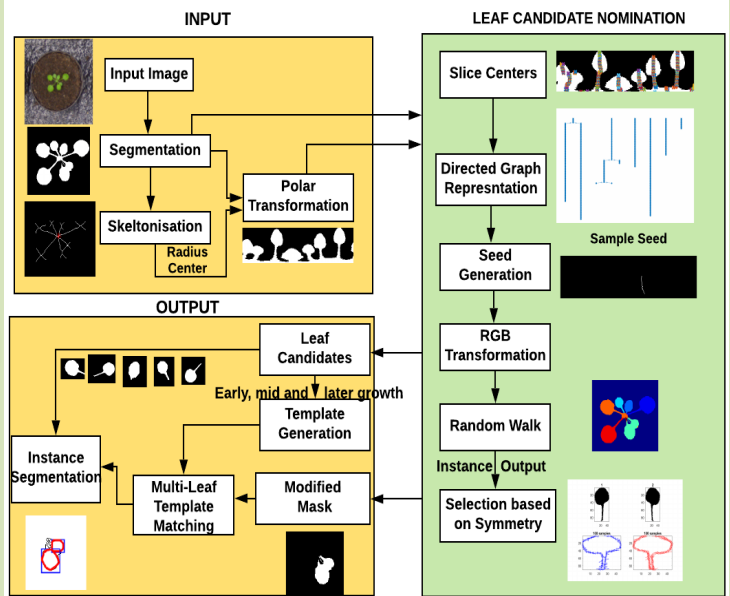 INPUT
Input Image
Segmentation
Skeltonisation
Radius
Center
Polar
Transformation
LEAF CANDIDATE NOMINATION
Slice Centers
Directed Graph
Represntation
Seed
Generation
Sample Seed
RGB
Transformation
Random Walk
Instance Output
Selection based
on Symmetry
OUTPUT
Leaf
Candidates
Early, mid and later growth
Template
Generation
Instance
Segmentation
Multi-Leaf
Template
Matching
Modified
Mask